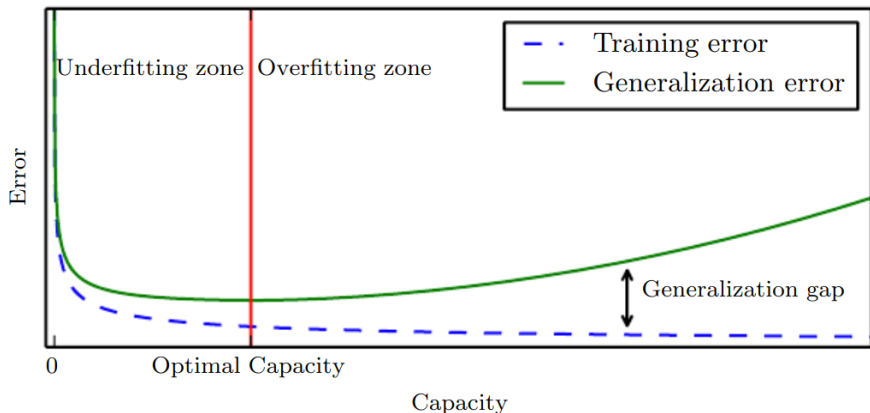 Training error
Generalization error
Underfitting zone
Overfitting zone
Error
Generalization gap
0
Optimal Capacity
Capacity